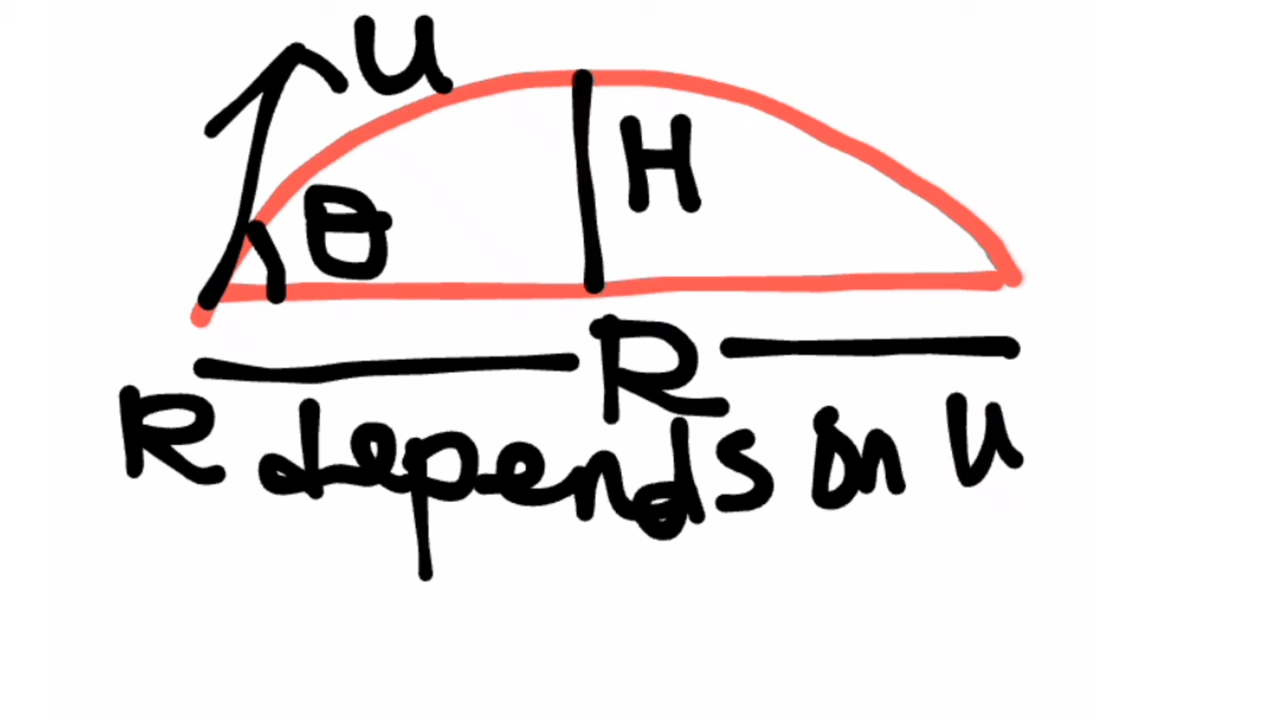 u
H
θ
R
R depends on u